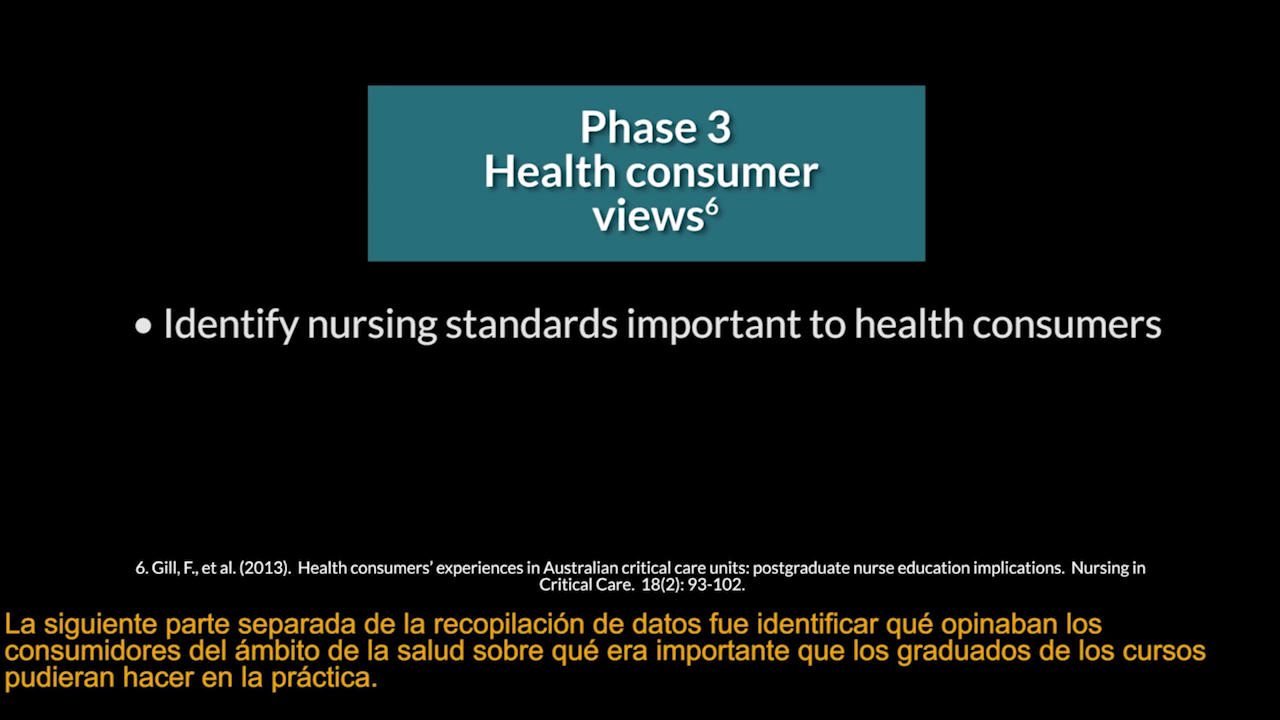 Phase 3
Health consumer
views⁶
• Identify nursing standards important to health consumers
6. Gill, F., et al. (2013). Health consumers’ experiences in Australian critical care units: postgraduate nurse education implications. Nursing in
Critical Care. 18(2): 93-102.
La siguiente parte separada de la recopilación de datos fue identificar qué opinaban los
consumidores del ámbito de la salud sobre qué era importante que los graduados de los cursos
pudieran hacer en la práctica.